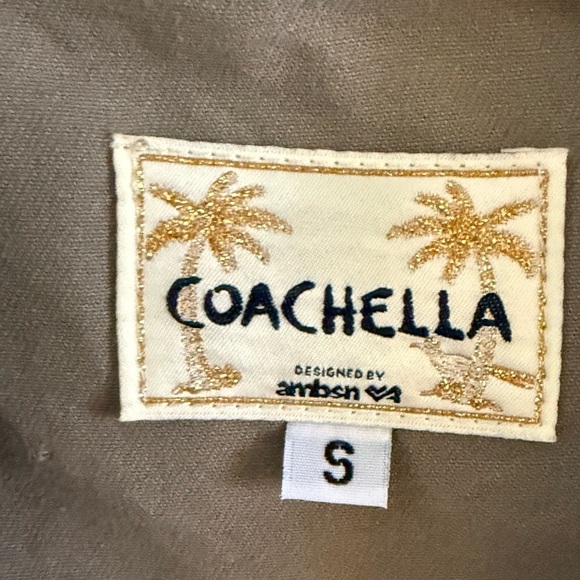 COACHELLA
DESIGNED BY
ambsn
S